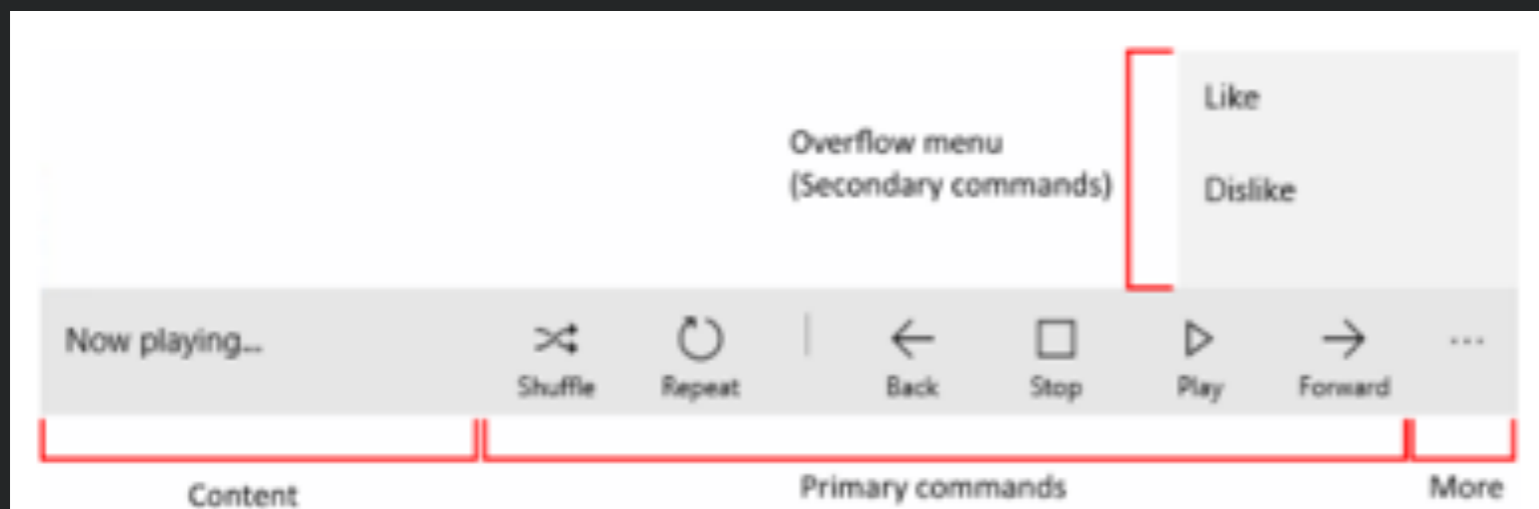 Like
Overflow menu
(Secondary commands)
Dislike
Now playing...
Shuffle Repeat Back Stop Play Forward
Content Primary commands More